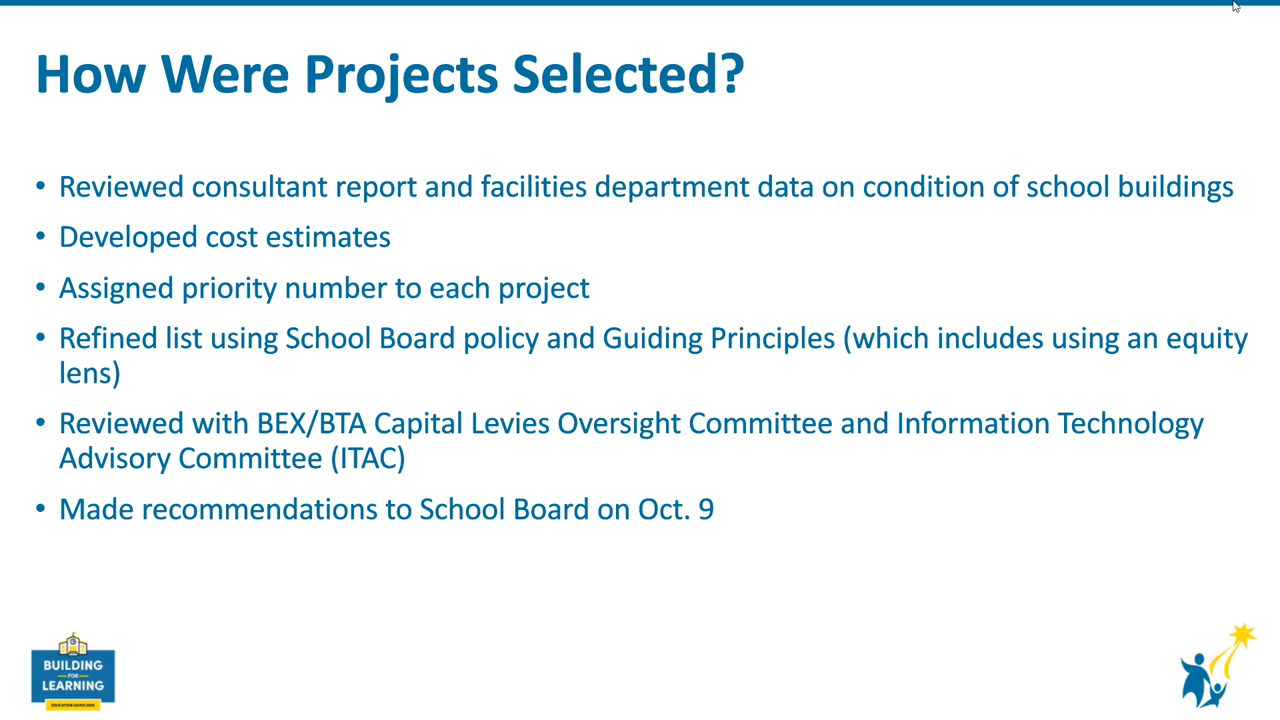 How Were Projects Selected?
• Reviewed consultant report and facilities department data on condition of school buildings
• Developed cost estimates
• Assigned priority number to each project
• Refined list using School Board policy and Guiding Principles (which includes using an equity
lens)
• Reviewed with BEX/BTA Capital Levies Oversight Committee and Information Technology
Advisory Committee (ITAC)
• Made recommendations to School Board on Oct. 9
BUILDING
FOR
LEARNING